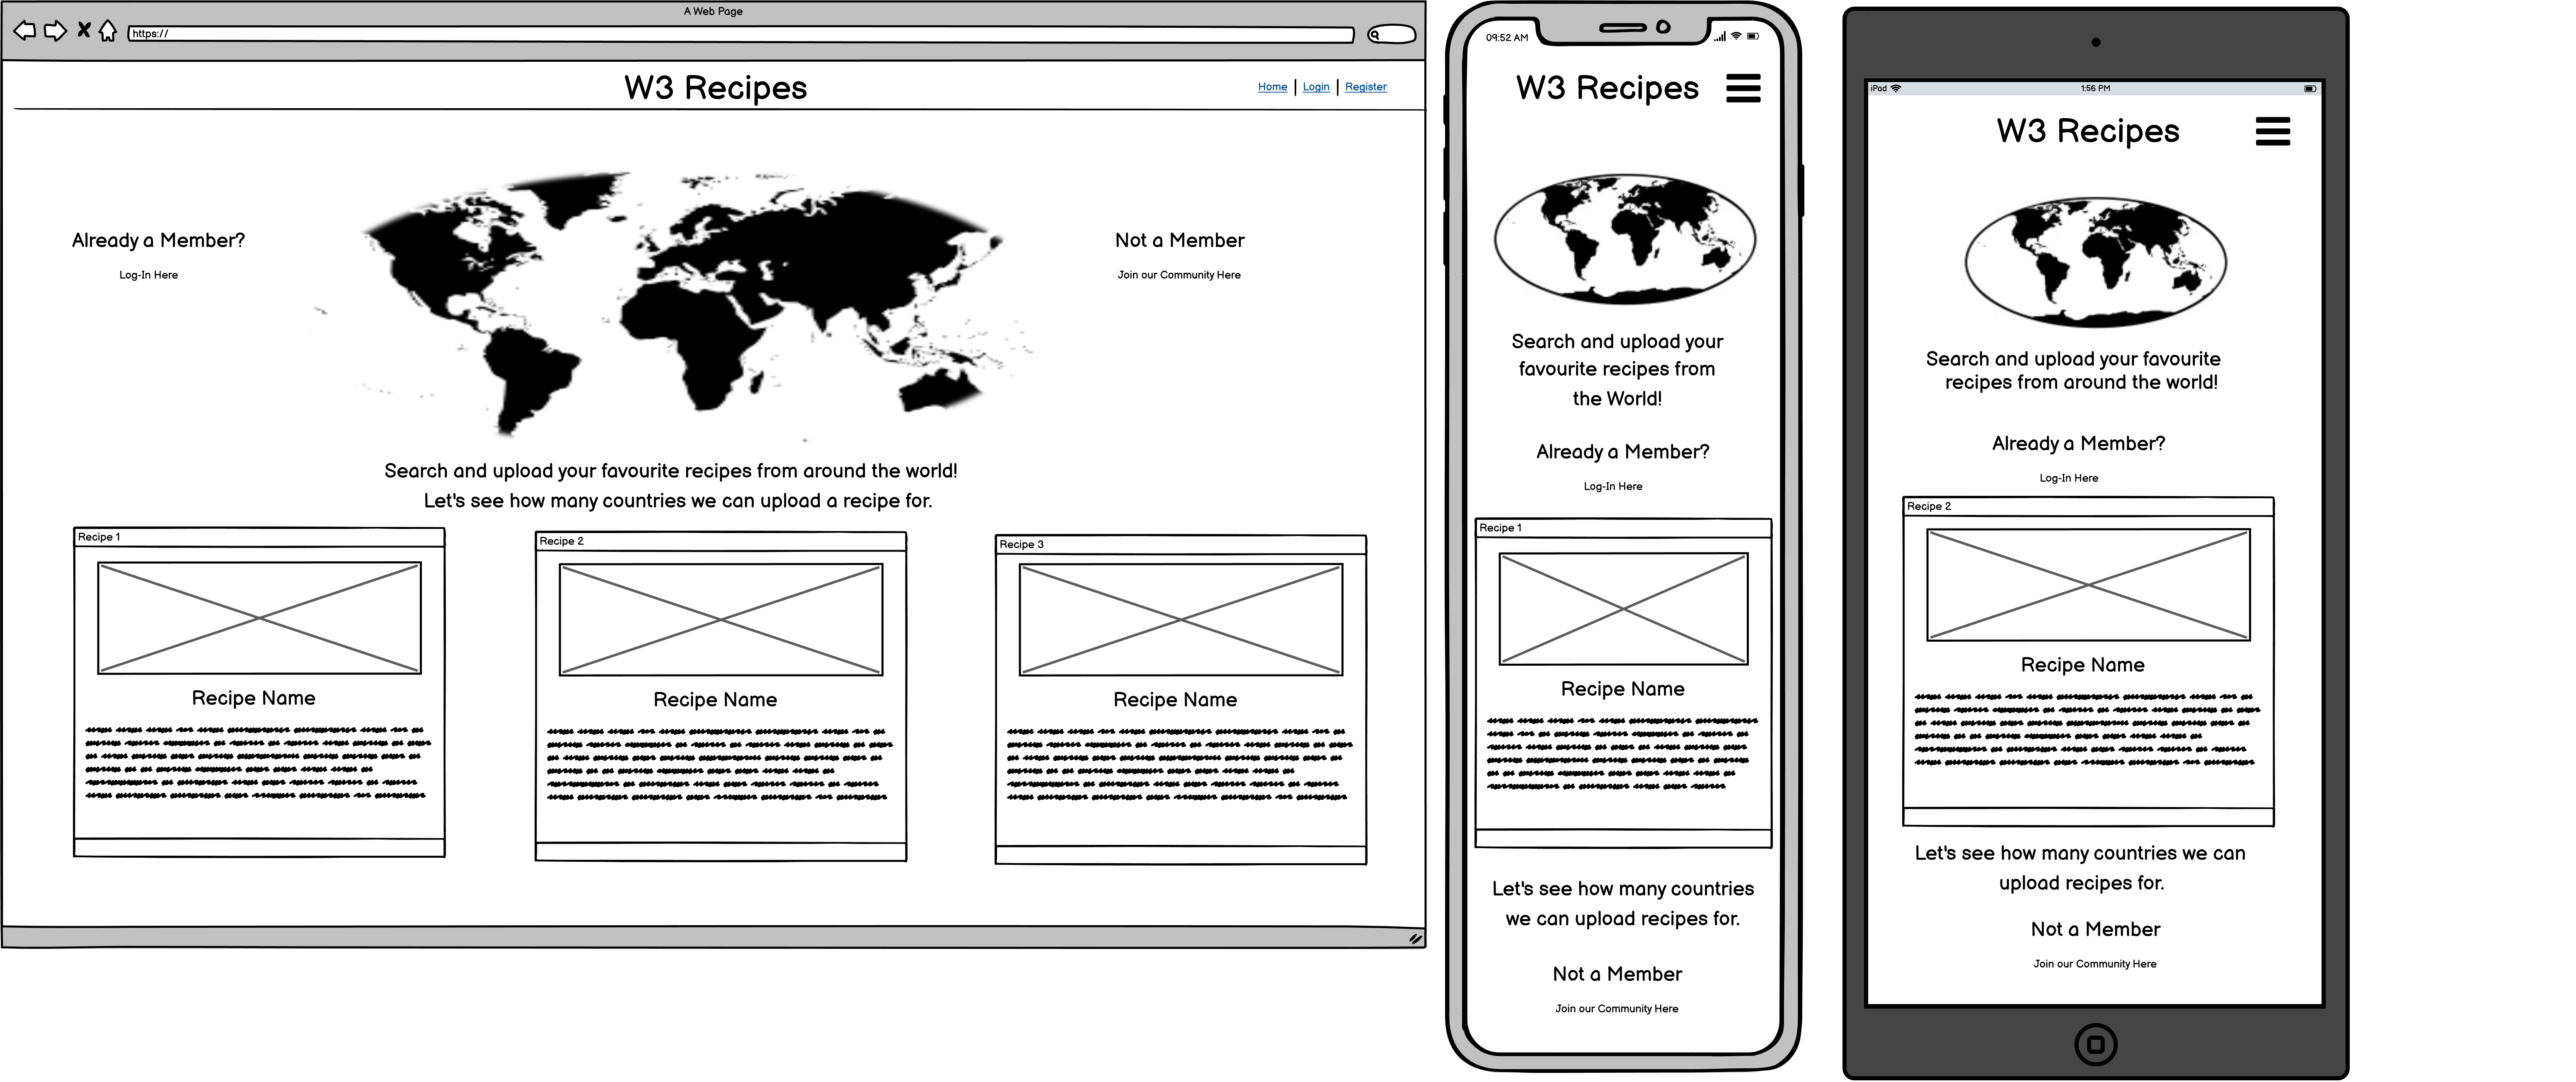 A Web Page
https://
W3 Recipes
Home | Login | Register
Already a Member?
Log-In Here
Not a Member
Join our Community Here
Search and upload your favourite recipes from around the world!
Let's see how many countries we can upload a recipe for.
Recipe 1
Recipe Name
Recipe 2
Recipe Name
Recipe 3
Recipe Name
09:52 AM
W3 Recipes
Search and upload your
favourite recipes from
the World!
Already a Member?
Log-In Here
Recipe 1
Recipe Name
Let's see how many countries
we can upload recipes for.
Not a Member
Join our Community Here
iPod
1:56 PM
W3 Recipes
Search and upload your favourite
recipes from around the world!
Already a Member?
Log-In Here
Recipe 2
Recipe Name
Let's see how many countries we can
upload recipes for.
Not a Member
Join our Community Here